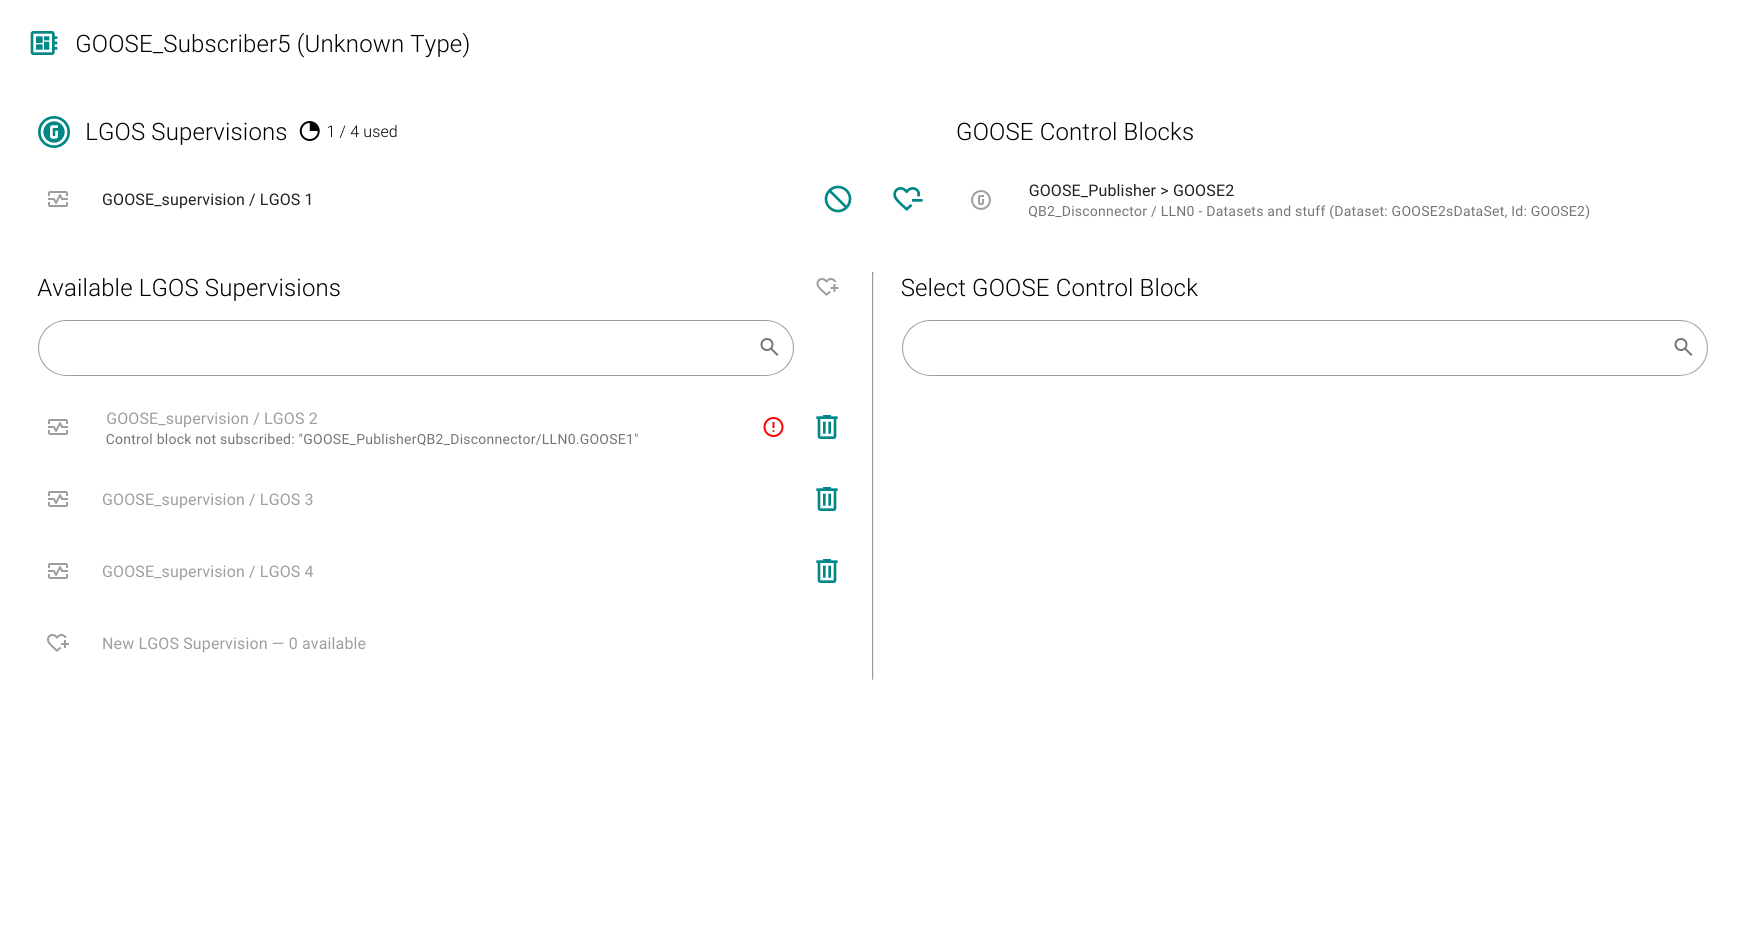 GOOSE_Subscriber5 (Unknown Type)
LGOS Supervisions 1 / 4 used
GOOSE Control Blocks
GOOSE_supervision / LGOS 1
GOOSE_Publisher > GOOSE2
QB2_Disconnector / LLN0 - Datasets and stuff (Dataset: GOOSE2sDataSet, Id: GOOSE2)
Available LGOS Supervisions
Select GOOSE Control Block
GOOSE_supervision / LGOS 2
Control block not subscribed: "GOOSE_PublisherQB2_Disconnector/LLN0.GOOSE1"
GOOSE_supervision / LGOS 3
GOOSE_supervision / LGOS 4
New LGOS Supervision — 0 available